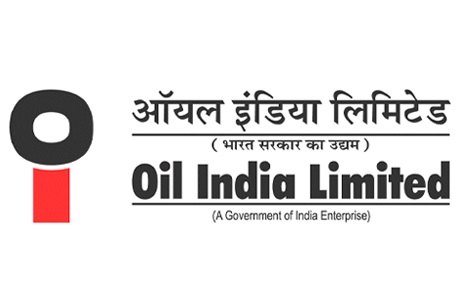 ऑयल इंडिया लिमिटेड
( भारत सरकार का उद्यम )
Oil India Limited
(A Government of India Enterprise)